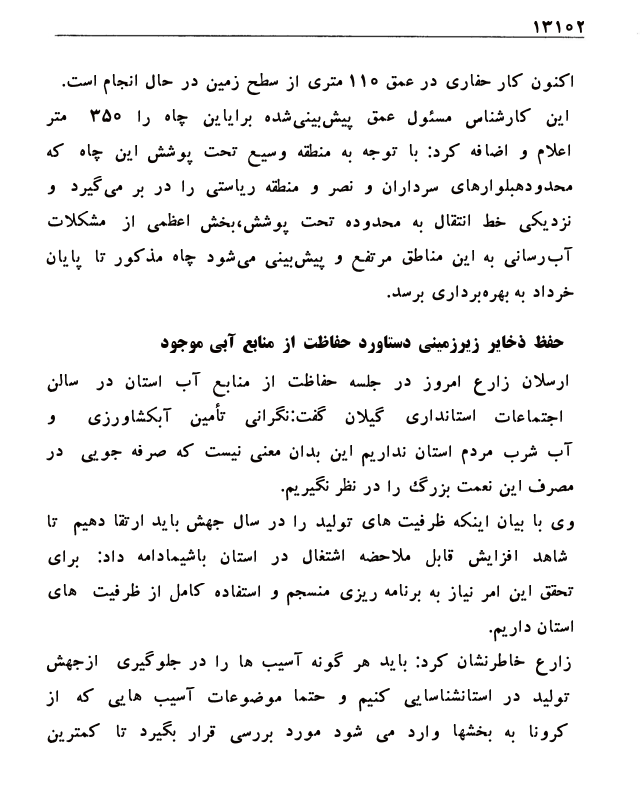 ۱۳۱۰۲
اکنون کار حفاری در عمق ۱۱۰ متری از سطح زمین در حال انجام است.
این کارشناس مسئول عمق پیش‌بینی‌شده برایاین چاه را ۳۵۰ متر
اعلام و اضافه کرد: با توجه به منطقه وسیع تحت پوشش این چاه که
محدودهبلوارهای سرداران و نصر و منطقه ریاستی را در بر می‌گیرد و
نزدیکی خط انتقال به محدوده تحت پوشش،بخش اعظمی از مشکلات
آب‌رسانی به این مناطق مرتفع و پیش‌بینی می‌شود چاه مذکور تا پایان
خرداد به بهره‌برداری برسد.
حفظ ذخایر زیرزمینی دستاورد حفاظت از منابع آبی موجود
ارسلان زارع امروز در جلسه حفاظت از منابع آب استان در سالن
اجتماعات استانداری گیلان گفت:نگرانی تأمین آبکشاورزی و
آب شرب مردم استان نداریم این بدان معنی نیست که صرفه جویی در
مصرف این نعمت بزرگ را در نظر نگیریم.
وی با بیان اینکه ظرفیت های تولید را در سال جهش باید ارتقا دهیم تا
شاهد افزایش قابل ملاحضه اشتغال در استان باشیمادامه داد: برای
تحقق این امر نیاز به برنامه ریزی منسجم و استفاده کامل از ظرفیت های
استان داریم.
زارع خاطرنشان کرد: باید هر گونه آسیب ها را در جلوگیری ازجهش
تولید در استانشناسایی کنیم و حتما موضوعات آسیب هایی که از
کرونا به بخشها وارد می شود مورد بررسی قرار بگیرد تا کمترین